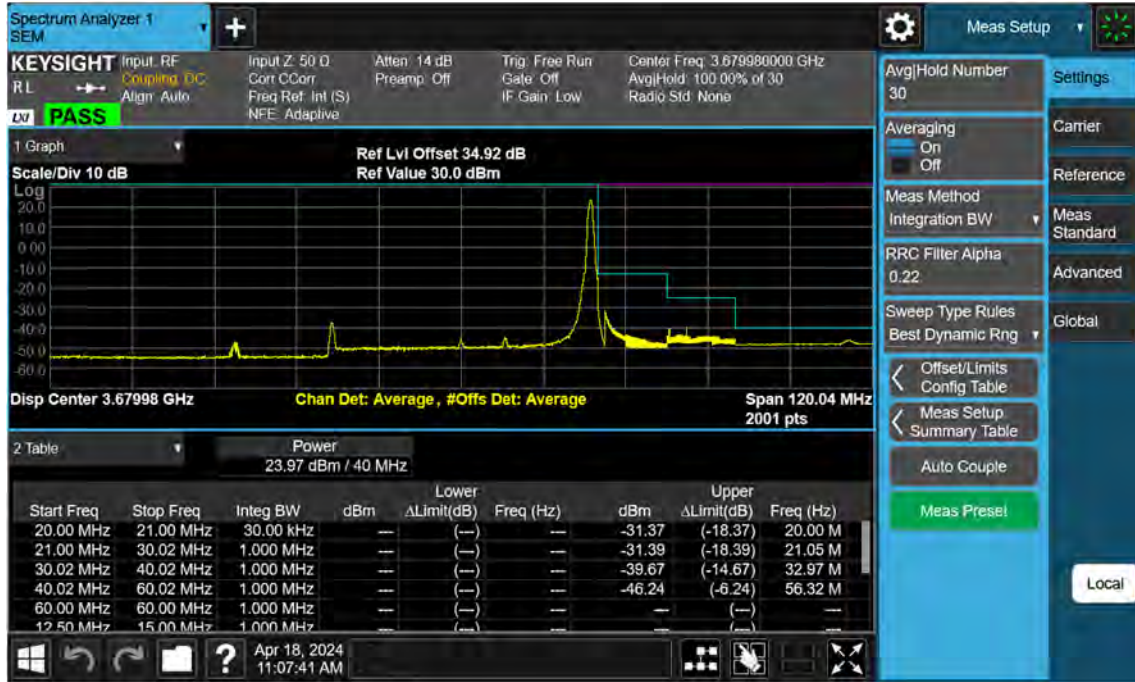 Spectrum Analyzer 1
SEM
+
Meas Setup
KEYSIGHT Input: RF Input Z: 50 Ω Atten: 14 dB Trig: Free Run Center Freq: 3.679980000 GHz
RL Coupling: DC Corr CCorr Preamp: Off Gate: Off Avg|Hold: 100.00% of 30
Align: Auto Freq Ref: Int (S) IF Gain: Low Radio Std: None
LXI PASS NFE: Adaptive
1 Graph
Ref Lvl Offset 34.92 dB
Scale/Div 10 dB Ref Value 30.0 dBm
Log
20.0
10.0
0.00
-10.0
-20.0
-30.0
-40.0
-50.0
-60.0
Disp Center 3.67998 GHz Chan Det: Average, #Offs Det: Average Span 120.04 MHz
2001 pts
2 Table Power
23.97 dBm / 40 MHz
Lower Upper
Start Freq Stop Freq Integ BW dBm ΔLimit(dB) Freq (Hz) dBm ΔLimit(dB) Freq (Hz)
20.00 MHz 21.00 MHz 30.00 kHz --- (---) --- -31.37 (-18.37) 20.00 M
21.00 MHz 30.02 MHz 1.000 MHz --- (---) --- -31.39 (-18.39) 21.05 M
30.02 MHz 40.02 MHz 1.000 MHz --- (---) --- -39.67 (-14.67) 32.97 M
40.02 MHz 60.02 MHz 1.000 MHz --- (---) --- -46.24 (-6.24) 56.32 M
60.00 MHz 60.00 MHz 1.000 MHz --- (---) --- --- (---) ---
12.50 MHz 15.00 MHz 1.000 MHz --- (---) --- --- (---) ---
? Apr 18, 2024
11:07:41 AM
Avg|Hold Number
30
Averaging
On
Off
Meas Method
Integration BW
RRC Filter Alpha
0.22
Sweep Type Rules
Best Dynamic Rng
Offset/Limits
Config Table
Meas Setup
Summary Table
Auto Couple
Meas Preset
Settings
Carrier
Reference
Meas
Standard
Advanced
Global
Local